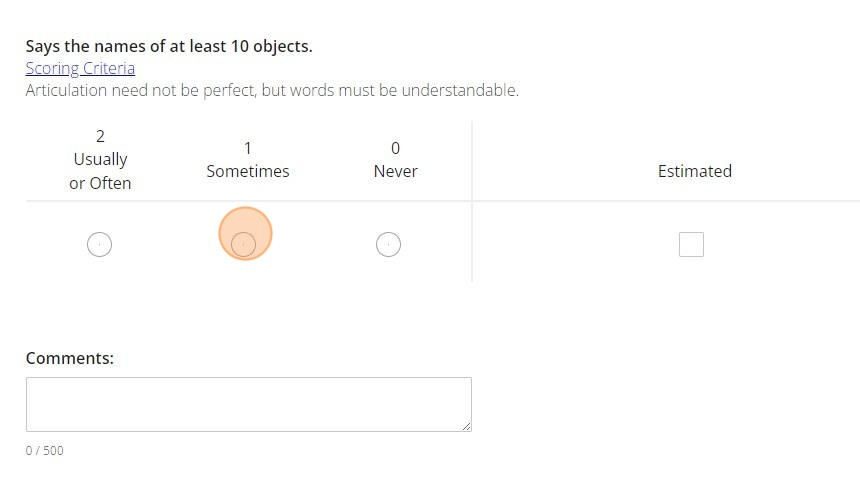 Says the names of at least 10 objects.
Scoring Criteria
Articulation need not be perfect, but words must be understandable.
2
Usually
or Often
1
Sometimes
0
Never
Estimated
Comments:
0 / 500